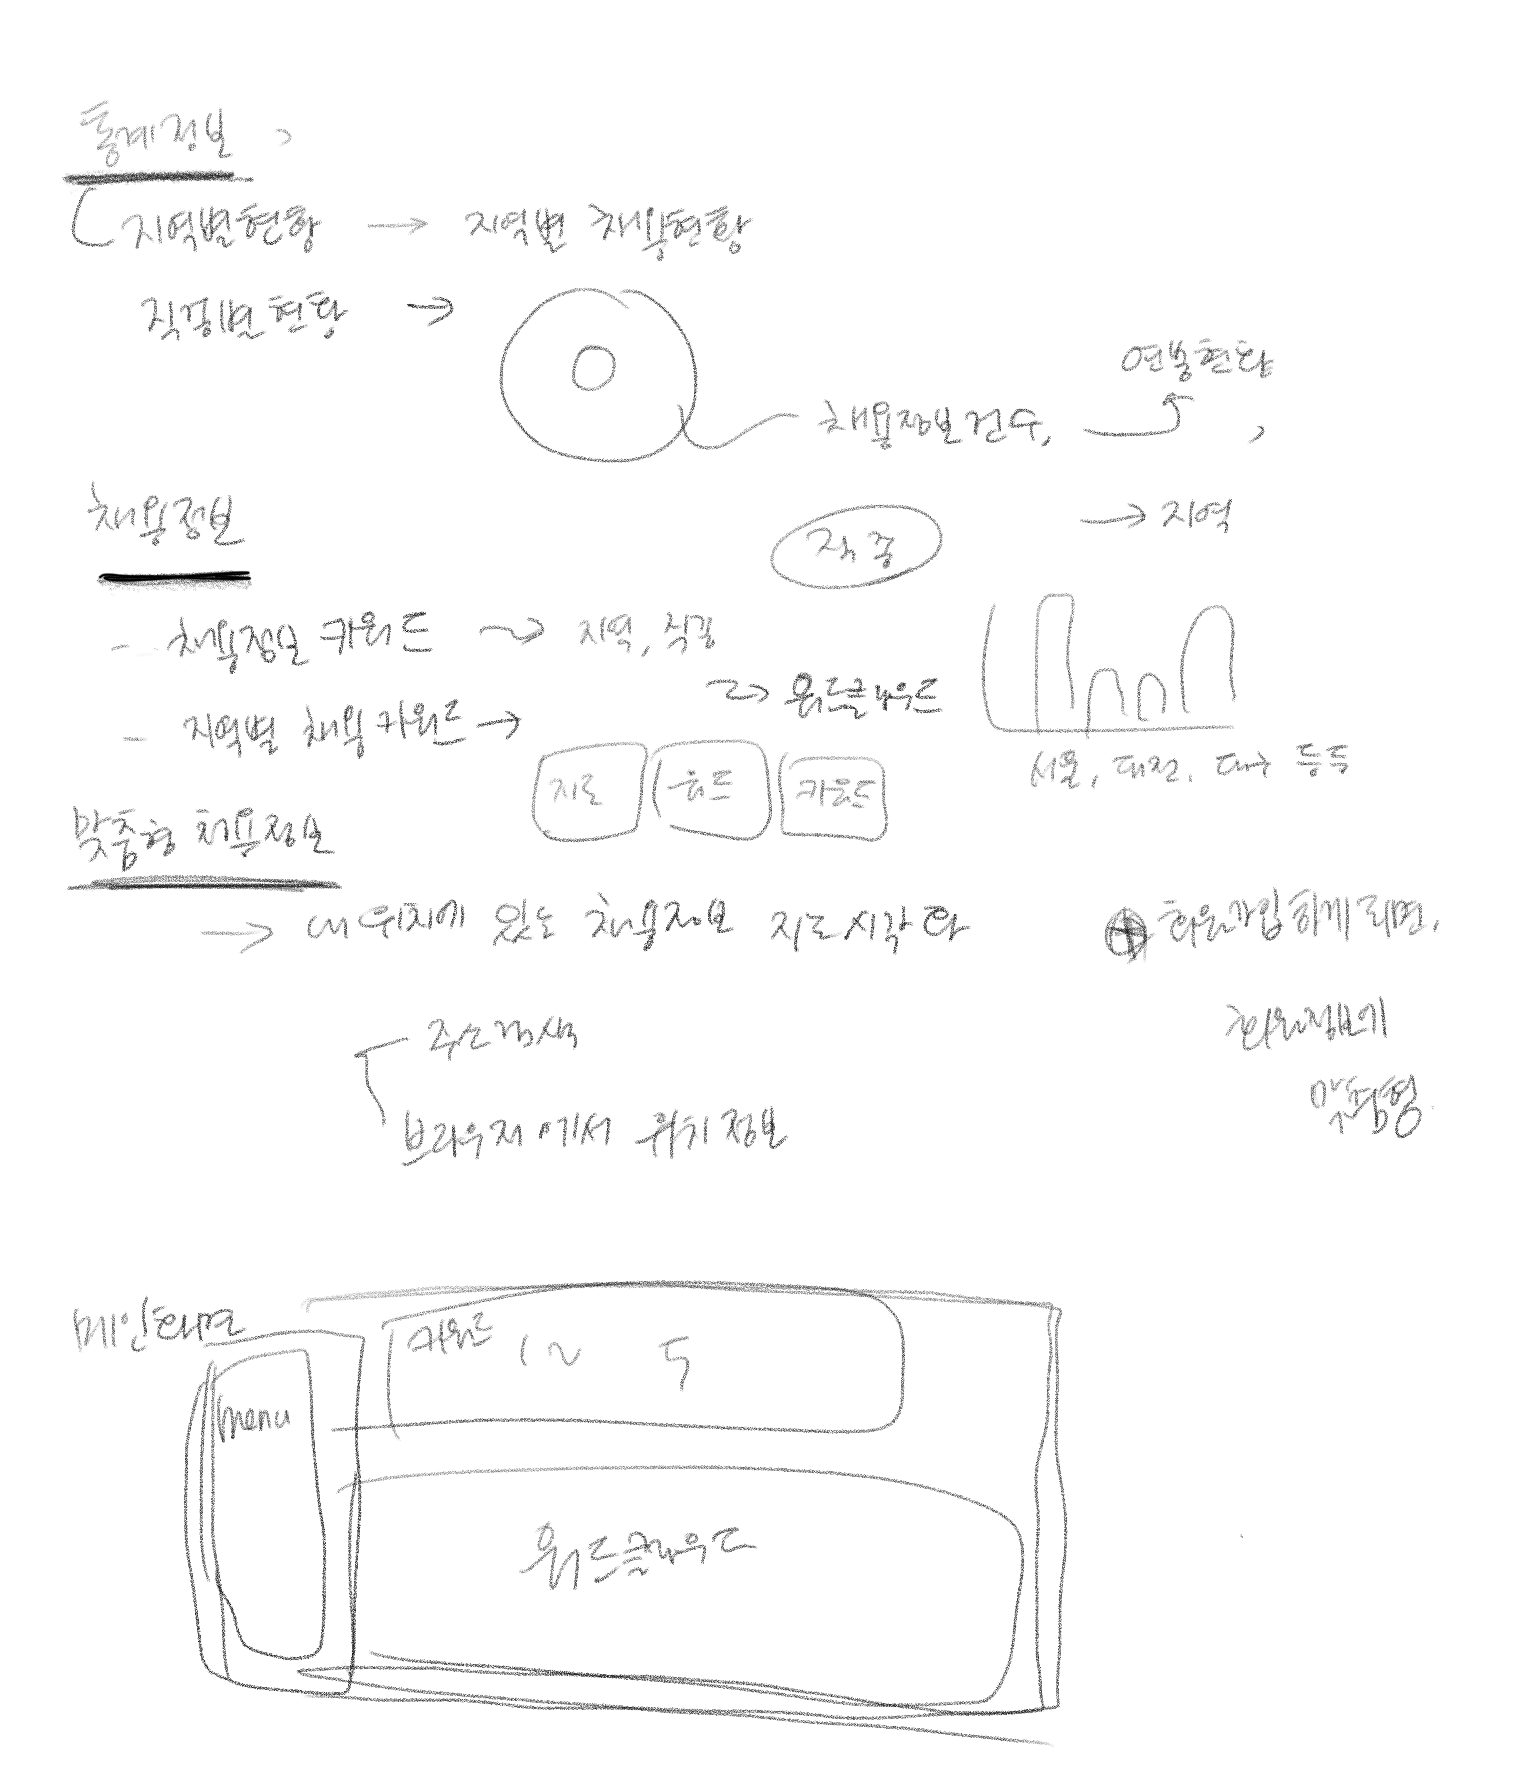 통계정보
지역별현황 → 지역별 채용현황
직종별현황 →
연봉현황
채용정보건수,
채용정보
→ 지역
직종
- 채용정보 키워드 → 지역, 직종
→ 워드클라우드
- 지역별 채용키워드 →
서울, 대전, 대구 등등
지도 워드 키워드
맞춤형 채용정보
→ 내 위치에 있는 채용정보 지도시각화
회원가입하게 되면,
주소검색
회원정보에
맞춤형
브라우저에서 위치정보
메인화면
키워드 1 ~ 5
menu
워드클라우드